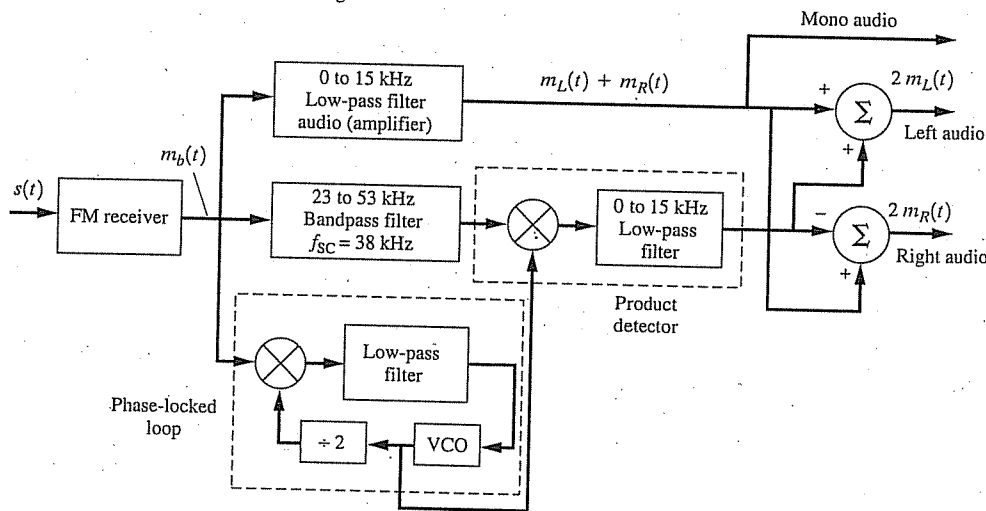 Mono audio
0 to 15 kHz
Low-pass filter
audio (amplifier)
m_L(t) + m_R(t)
+
Σ
2 m_L(t)
Left audio
+
s(t)
FM receiver
m_b(t)
23 to 53 kHz
Bandpass filter
f_SC = 38 kHz
0 to 15 kHz
Low-pass
filter
−
Σ
2 m_R(t)
Right audio
+
Product
detector
Low-pass
filter
Phase-locked
loop
÷ 2
VCO